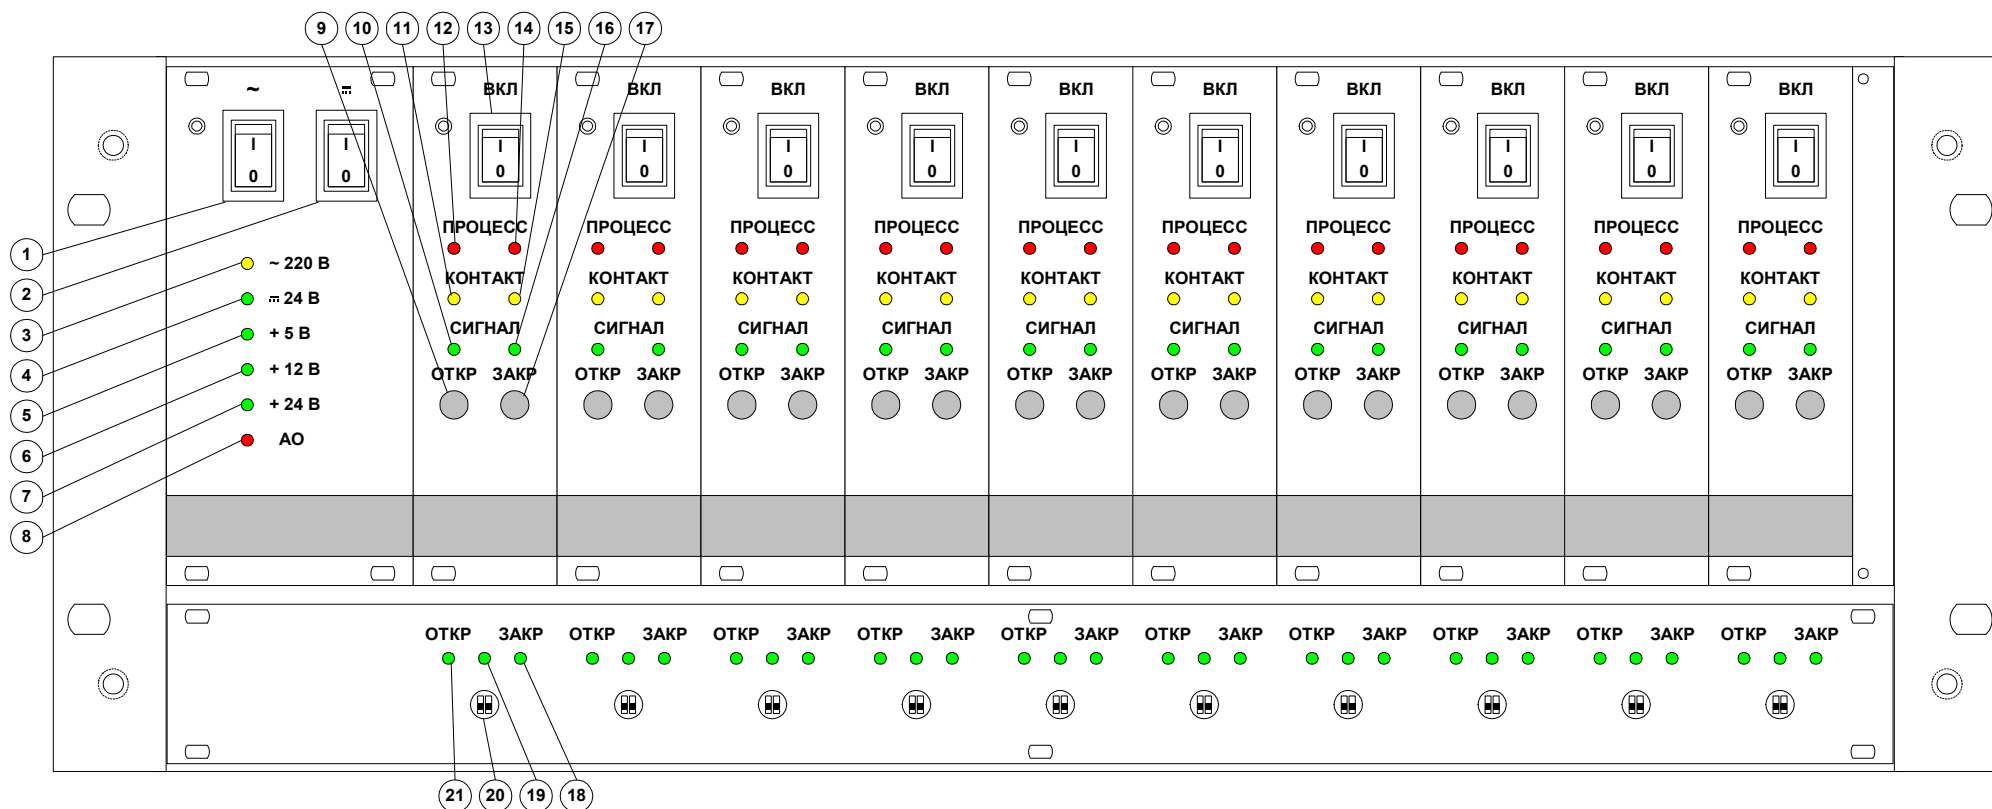 9 10 11 12 13 14 15 16 17
~ ⎓ ВКЛ ВКЛ ВКЛ ВКЛ ВКЛ ВКЛ ВКЛ ВКЛ ВКЛ ВКЛ
I I I I I I I I I I I I
0 0 0 0 0 0 0 0 0 0 0 0
ПРОЦЕСС ПРОЦЕСС ПРОЦЕСС ПРОЦЕСС ПРОЦЕСС ПРОЦЕСС ПРОЦЕСС ПРОЦЕСС ПРОЦЕСС ПРОЦЕСС
1
~ 220 В
КОНТАКТ КОНТАКТ КОНТАКТ КОНТАКТ КОНТАКТ КОНТАКТ КОНТАКТ КОНТАКТ КОНТАКТ КОНТАКТ
2
⎓ 24 В
СИГНАЛ СИГНАЛ СИГНАЛ СИГНАЛ СИГНАЛ СИГНАЛ СИГНАЛ СИГНАЛ СИГНАЛ СИГНАЛ
3
+ 5 В
4
+ 12 В
ОТКР ЗАКР ОТКР ЗАКР ОТКР ЗАКР ОТКР ЗАКР ОТКР ЗАКР ОТКР ЗАКР ОТКР ЗАКР ОТКР ЗАКР ОТКР ЗАКР ОТКР ЗАКР
5
+ 24 В
АО
6
7
8
ОТКР ЗАКР ОТКР ЗАКР ОТКР ЗАКР ОТКР ЗАКР ОТКР ЗАКР ОТКР ЗАКР ОТКР ЗАКР ОТКР ЗАКР ОТКР ЗАКР ОТКР ЗАКР
21 20 19 18